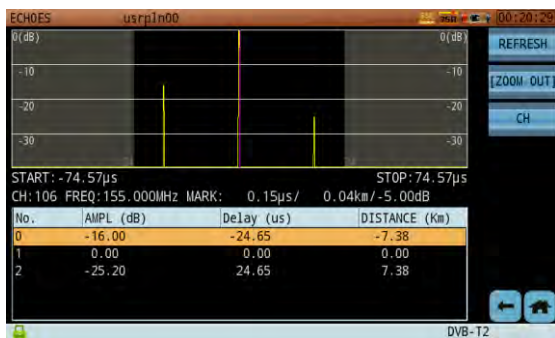 ECHOES usrpIn00 75Ω 00:20:29
0(dB) 0(dB)
REFRESH
-10 -10
[ZOOM OUT]
-20 -20
CH
-30 -30
START:-74.57µs STOP:74.57µs
CH:106 FREQ:155.000MHz MARK: 0.15µs/ 0.04km/-5.00dB
No. AMPL (dB) Delay (us) DISTANCE (Km)
0 -16.00 -24.65 -7.38
1 0.00 0.00 0.00
2 -25.20 24.65 7.38
DVB-T2